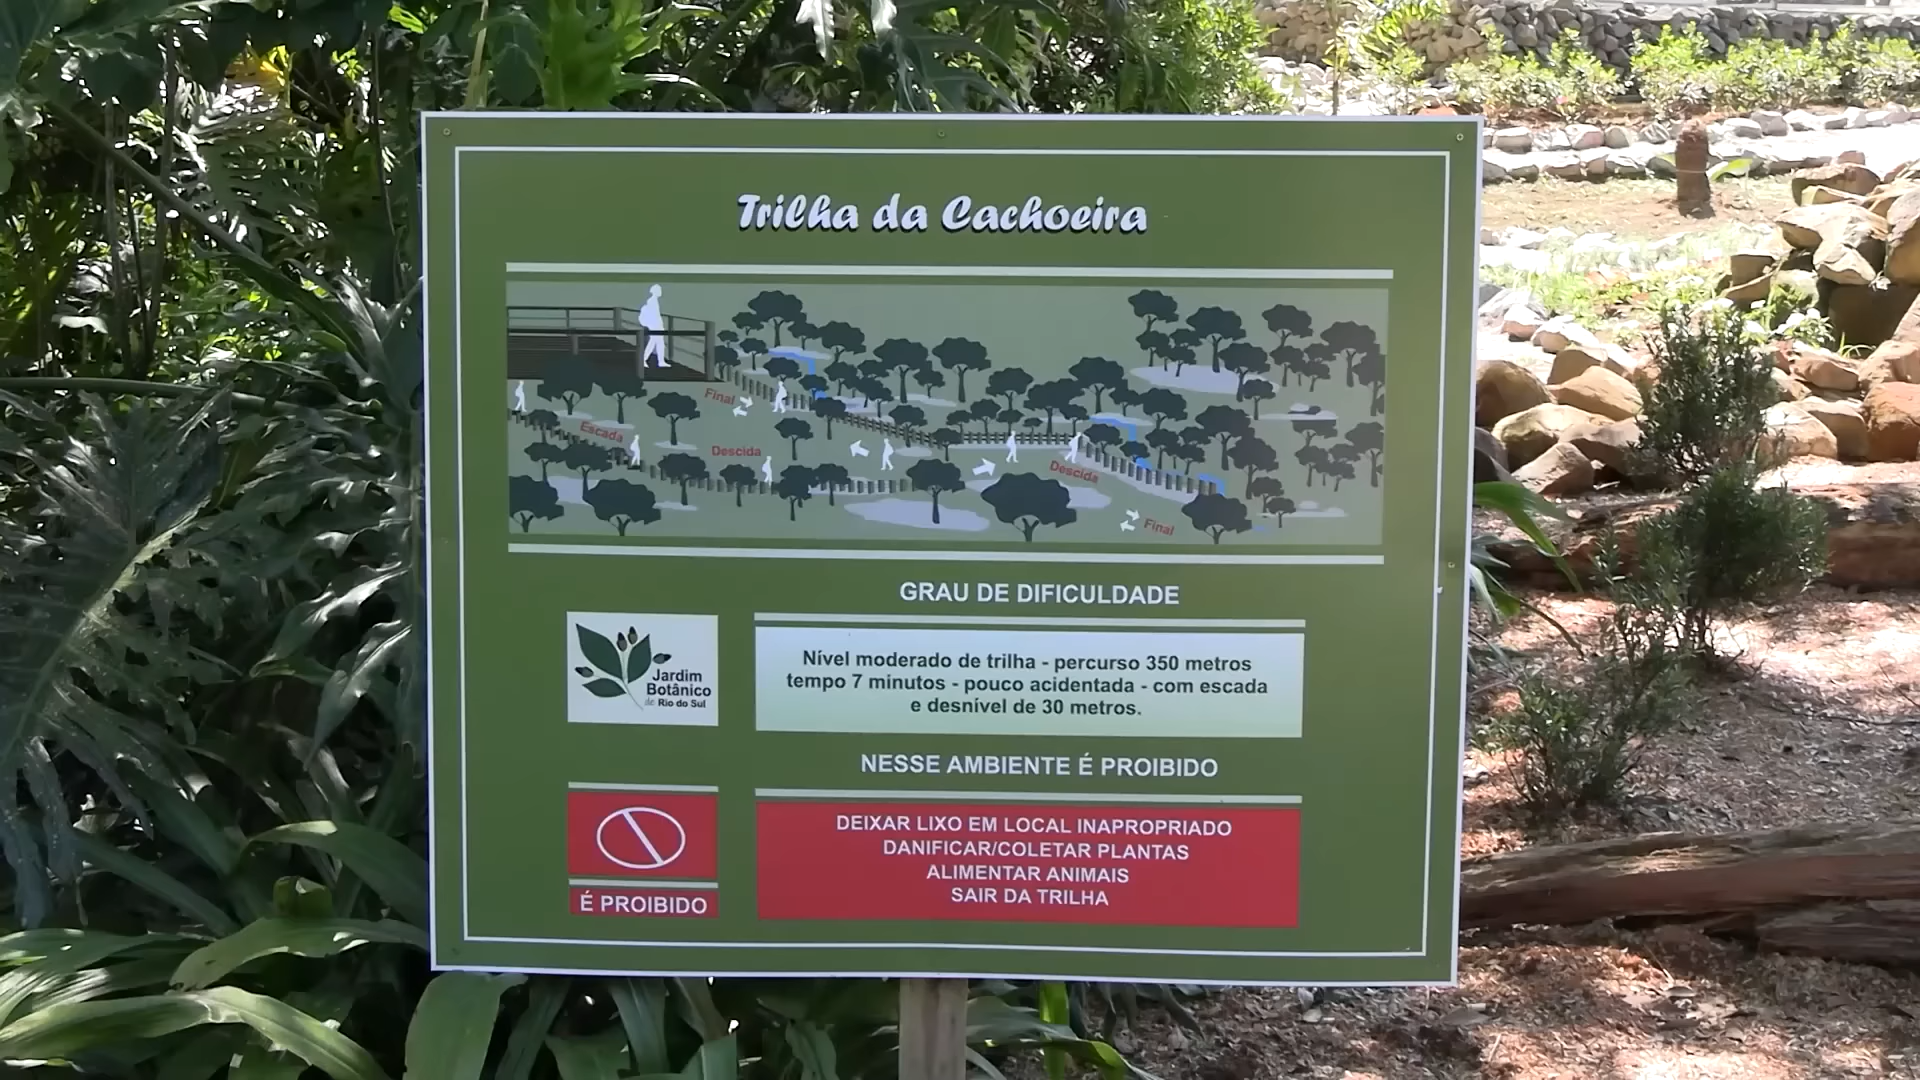 Trilha da Cachoeira
Final
Escada
Descida
Descida
Final
GRAU DE DIFICULDADE
Jardim
Botânico
de Rio do Sul
Nível moderado de trilha - percurso 350 metros
tempo 7 minutos - pouco acidentada - com escada
e desnível de 30 metros.
NESSE AMBIENTE É PROIBIDO
É PROIBIDO
DEIXAR LIXO EM LOCAL INAPROPRIADO
DANIFICAR/COLETAR PLANTAS
ALIMENTAR ANIMAIS
SAIR DA TRILHA